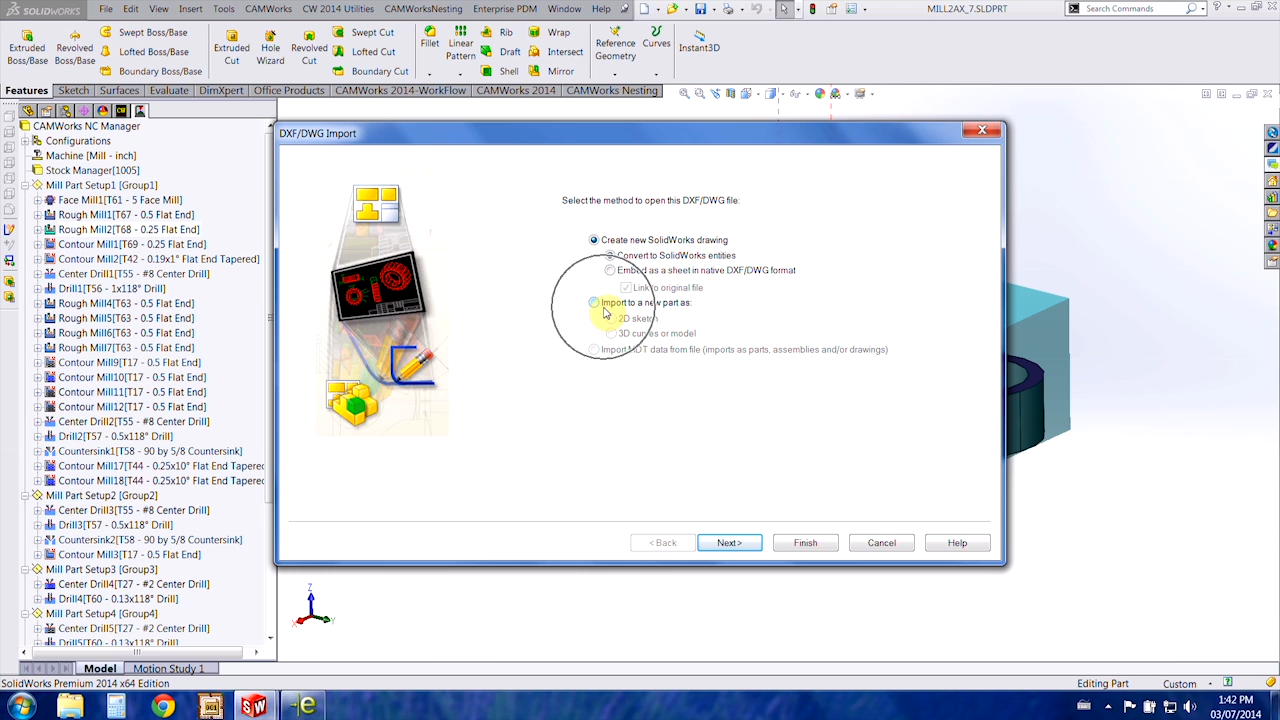 SOLIDWORKS File Edit View Insert Tools CAMWorks CW 2014 Utilities CAMWorksNesting Enterprise PDM Window Help MILL2AX_7.SLDPRT Search Commands
Extruded Boss/Base
Revolved Boss/Base
Swept Boss/Base
Lofted Boss/Base
Boundary Boss/Base
Extruded Cut
Hole Wizard
Revolved Cut
Swept Cut
Lofted Cut
Boundary Cut
Fillet
Linear Pattern
Rib
Draft
Shell
Wrap
Intersect
Mirror
Reference Geometry
Curves
Instant3D
Features Sketch Surfaces Evaluate DimXpert Office Products CAMWorks 2014-WorkFlow CAMWorks 2014 CAMWorks Nesting
CAMWorks NC Manager
Configurations
Machine [Mill - inch]
Stock Manager[1005]
Mill Part Setup1 [Group1]
Face Mill1[T61 - 5 Face Mill]
Rough Mill1[T67 - 0.5 Flat End]
Rough Mill2[T68 - 0.25 Flat End]
Contour Mill1[T69 - 0.25 Flat End]
Contour Mill2[T42 - 0.19x1° Flat End Tapered]
Center Drill1[T55 - #8 Center Drill]
Drill1[T56 - 1x118° Drill]
Rough Mill4[T17 - 0.5 Flat End]
Rough Mill5[T17 - 0.5 Flat End]
Rough Mill6[T17 - 0.5 Flat End]
Rough Mill7[T17 - 0.5 Flat End]
Contour Mill9[T17 - 0.5 Flat End]
Contour Mill10[T17 - 0.5 Flat End]
Contour Mill11[T17 - 0.5 Flat End]
Contour Mill12[T17 - 0.5 Flat End]
Center Drill2[T55 - #8 Center Drill]
Drill2[T57 - 0.5x118° Drill]
Countersink1[T58 - 90 by 5/8 Countersink]
Contour Mill17[T44 - 0.25x10° Flat End Tapered
Contour Mill18[T44 - 0.25x10° Flat End Tapered
Mill Part Setup2 [Group2]
Center Drill3[T55 - #8 Center Drill]
Drill3[T57 - 0.5x118° Drill]
Countersink2[T58 - 90 by 5/8 Countersink]
Contour Mill3[T17 - 0.5 Flat End]
Mill Part Setup3 [Group3]
Center Drill4[T27 - #2 Center Drill]
Drill4[T60 - 0.13x118° Drill]
Mill Part Setup4 [Group4]
Center Drill5[T27 - #2 Center Drill]
Drill5[T60 - 0.13x118° Drill]
DXF/DWG Import
Select the method to open this DXF/DWG file:
Create new SolidWorks drawing
Convert to SolidWorks entities
Embed as a sheet in native DXF/DWG format
Link to original file
Import to a new part as:
2D sketch
3D curves or model
Import MDT data from file (imports as parts, assemblies and/or drawings)
< Back Next> Finish Cancel Help
Z
X Y
Model Motion Study 1
SolidWorks Premium 2014 x64 Edition Editing Part Custom
1:42 PM
03/07/2014